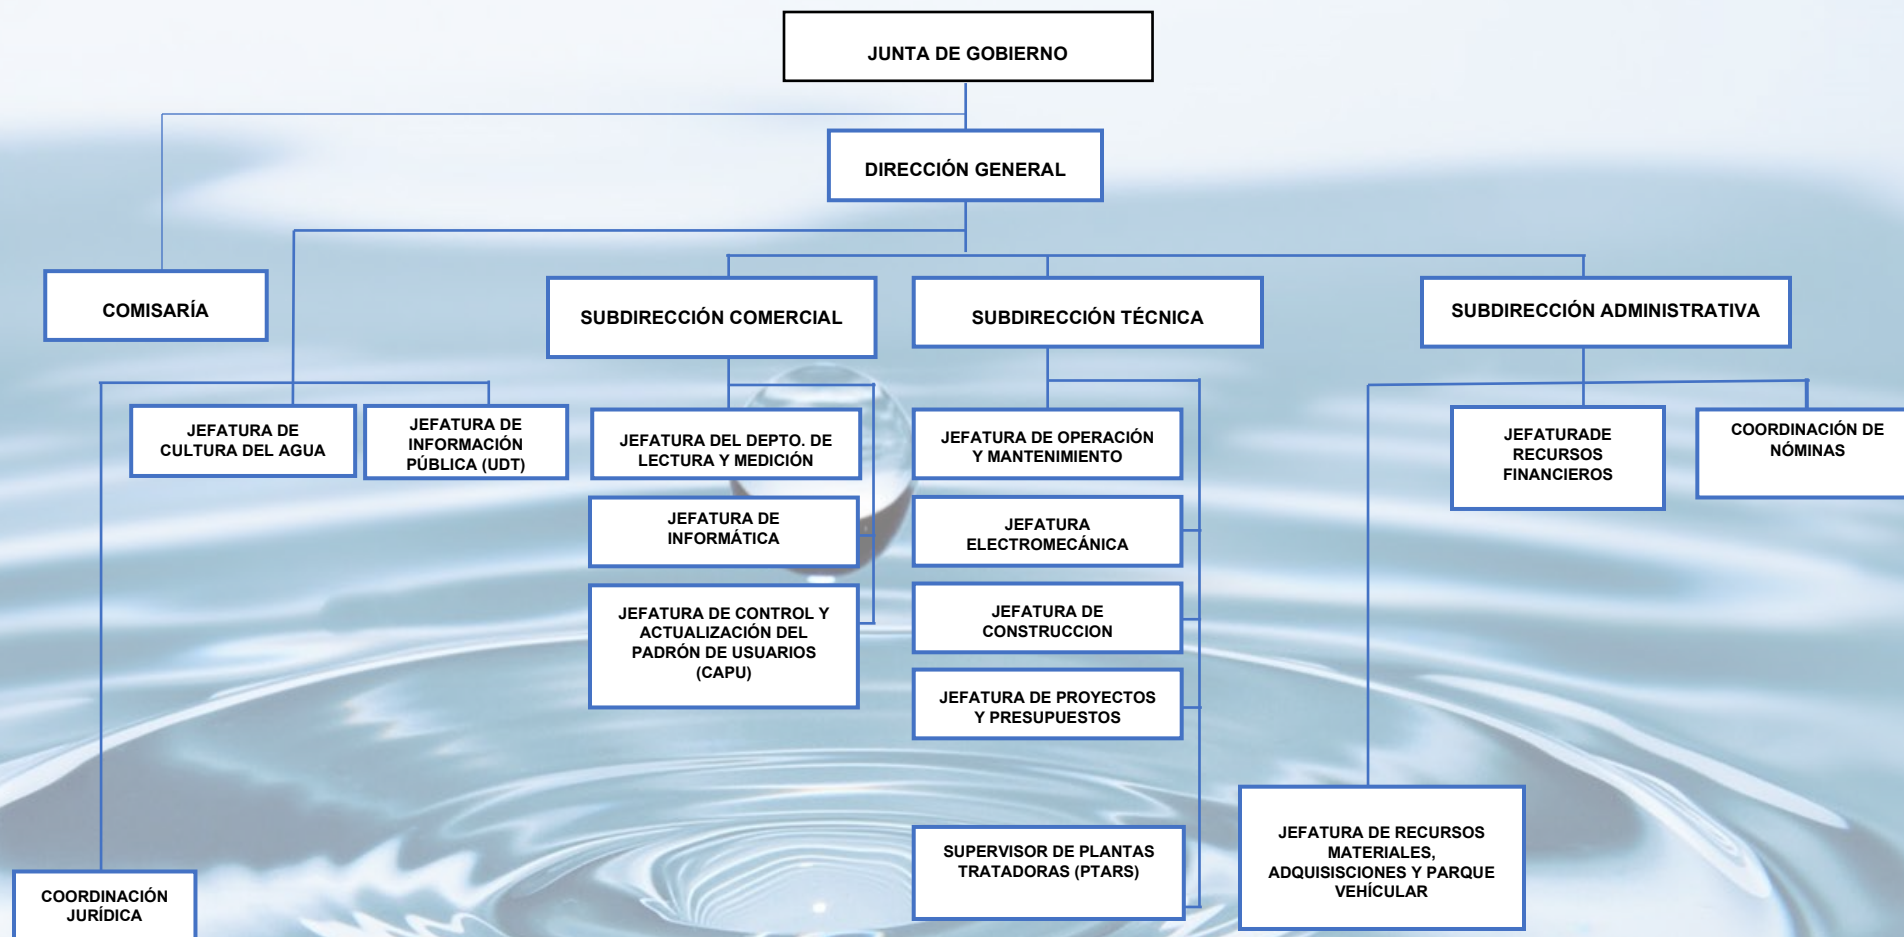 JUNTA DE GOBIERNO
DIRECCIÓN GENERAL
COMISARÍA
SUBDIRECCIÓN COMERCIAL
SUBDIRECCIÓN TÉCNICA
SUBDIRECCIÓN ADMINISTRATIVA
JEFATURA DE
CULTURA DEL AGUA
JEFATURA DE
INFORMACIÓN
PÚBLICA (UDT)
JEFATURA DEL DEPTO. DE
LECTURA Y MEDICIÓN
JEFATURA DE OPERACIÓN
Y MANTENIMIENTO
JEFATURADE
RECURSOS
FINANCIEROS
COORDINACIÓN DE
NÓMINAS
JEFATURA DE
INFORMÁTICA
JEFATURA
ELECTROMECÁNICA
JEFATURA DE CONTROL Y
ACTUALIZACIÓN DEL
PADRÓN DE USUARIOS
(CAPU)
JEFATURA DE
CONSTRUCCION
JEFATURA DE PROYECTOS
Y PRESUPUESTOS
SUPERVISOR DE PLANTAS
TRATADORAS (PTARS)
JEFATURA DE RECURSOS
MATERIALES,
ADQUISISCIONES Y PARQUE
VEHÍCULAR
COORDINACIÓN
JURÍDICA